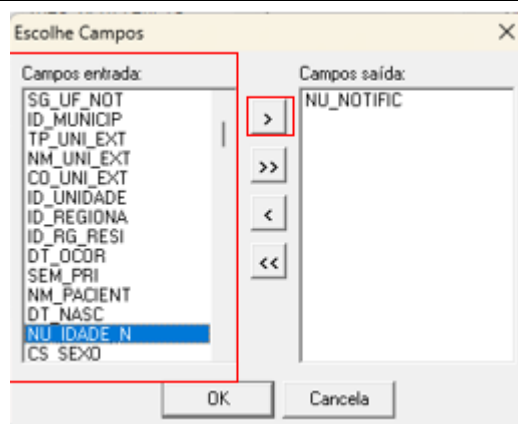 Escolhe Campos
Campos entrada:
SG_UF_NOT
ID_MUNICIP
TP_UNI_EXT
NM_UNI_EXT
CO_UNI_EXT
ID_UNIDADE
ID_REGIONA
ID_RG_RESI
DT_OCOR
SEM_PRI
NM_PACIENT
DT_NASC
NU_IDADE_N
CS_SEXO
>
>>
<
<<
Campos saída:
NU_NOTIFIC
OK
Cancela